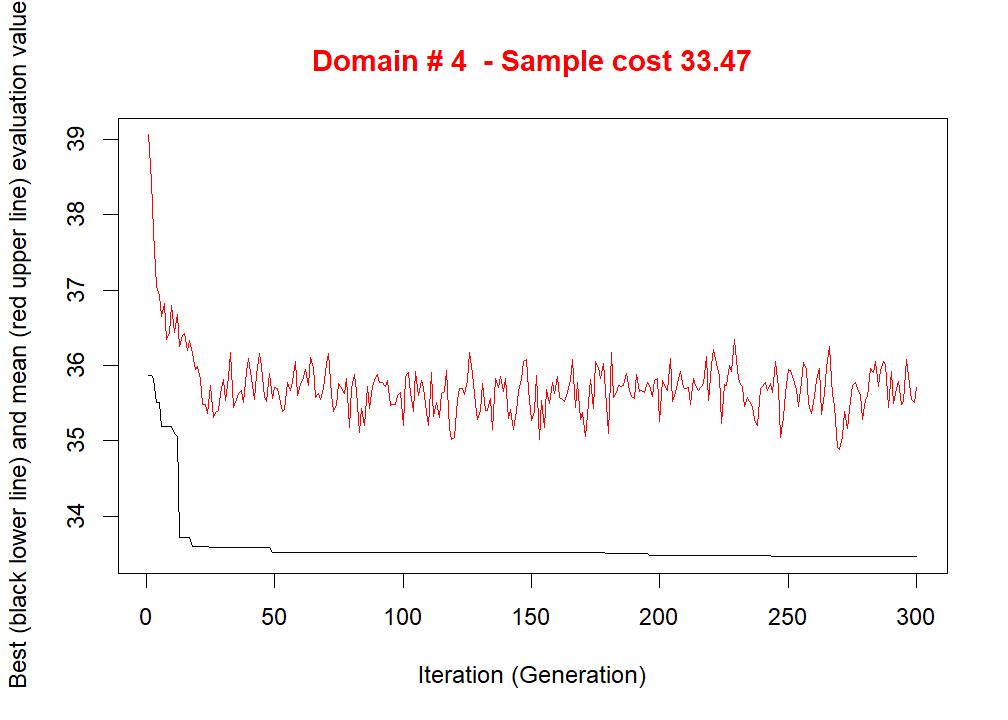 Domain # 4  - Sample cost 33.47
Best (black lower line) and mean (red upper line) evaluation value
39
38
37
36
35
34
0 50 100 150 200 250 300
Iteration (Generation)